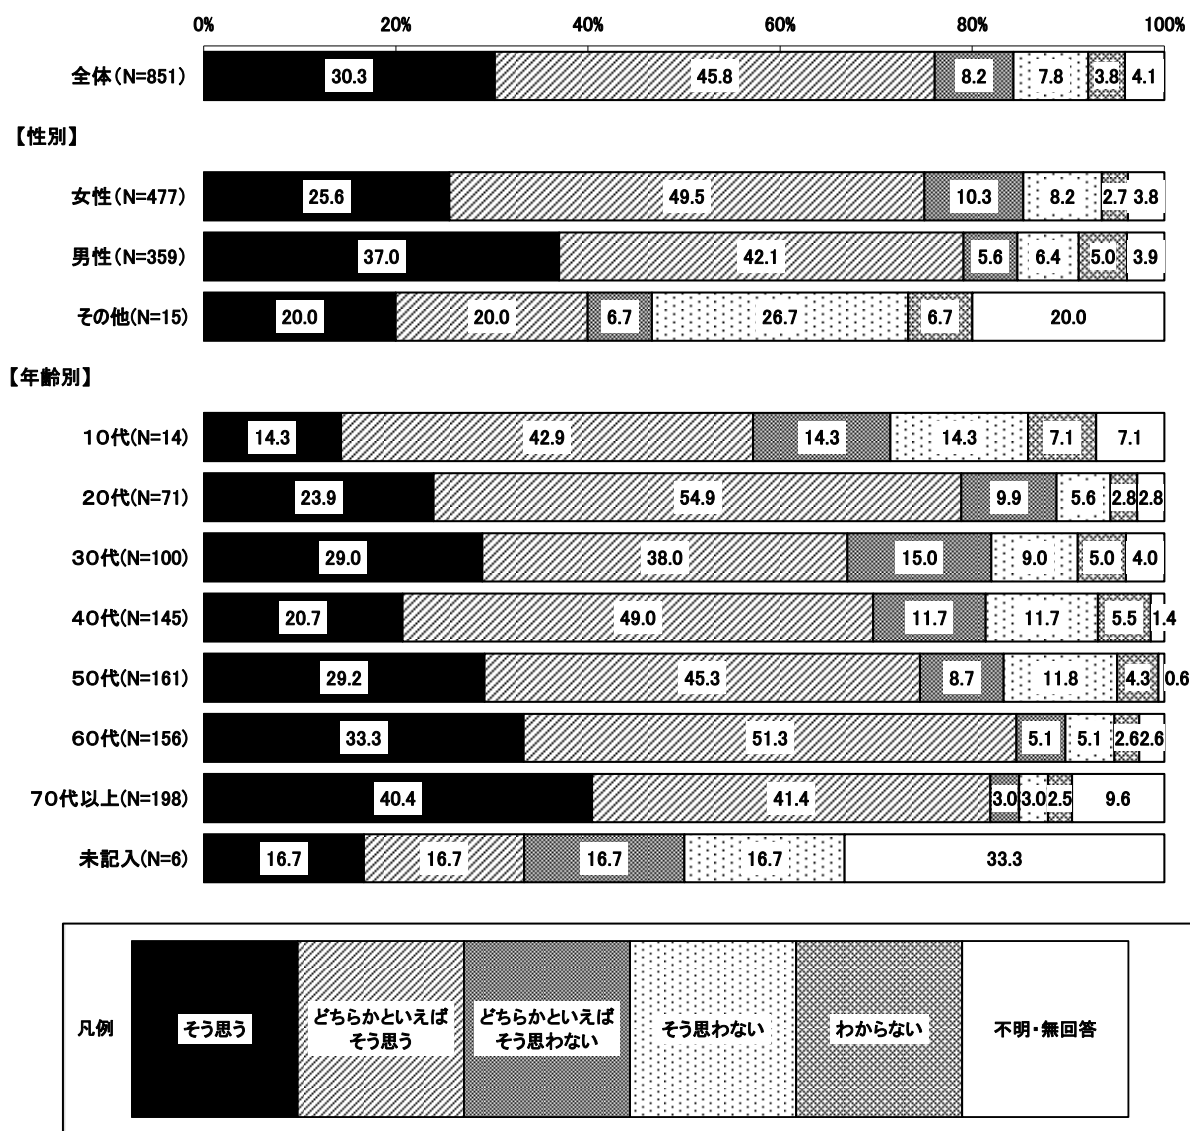 0% 20% 40% 60% 80% 100%
全体(N=851) 30.3 45.8 8.2 7.8 3.8 4.1
【性別】
女性(N=477) 25.6 49.5 10.3 8.2 2.7 3.8
男性(N=359) 37.0 42.1 5.6 6.4 5.0 3.9
その他(N=15) 20.0 20.0 6.7 26.7 6.7 20.0
【年齢別】
10代(N=14) 14.3 42.9 14.3 14.3 7.1 7.1
20代(N=71) 23.9 54.9 9.9 5.6 2.8 2.8
30代(N=100) 29.0 38.0 15.0 9.0 5.0 4.0
40代(N=145) 20.7 49.0 11.7 11.7 5.5 1.4
50代(N=161) 29.2 45.3 8.7 11.8 4.3 0.6
60代(N=156) 33.3 51.3 5.1 5.1 2.6 2.6
70代以上(N=198) 40.4 41.4 3.0 3.0 2.5 9.6
未記入(N=6) 16.7 16.7 16.7 16.7 33.3
凡例
そう思う
どちらかといえば
そう思う
どちらかといえば
そう思わない
そう思わない
わからない
不明・無回答